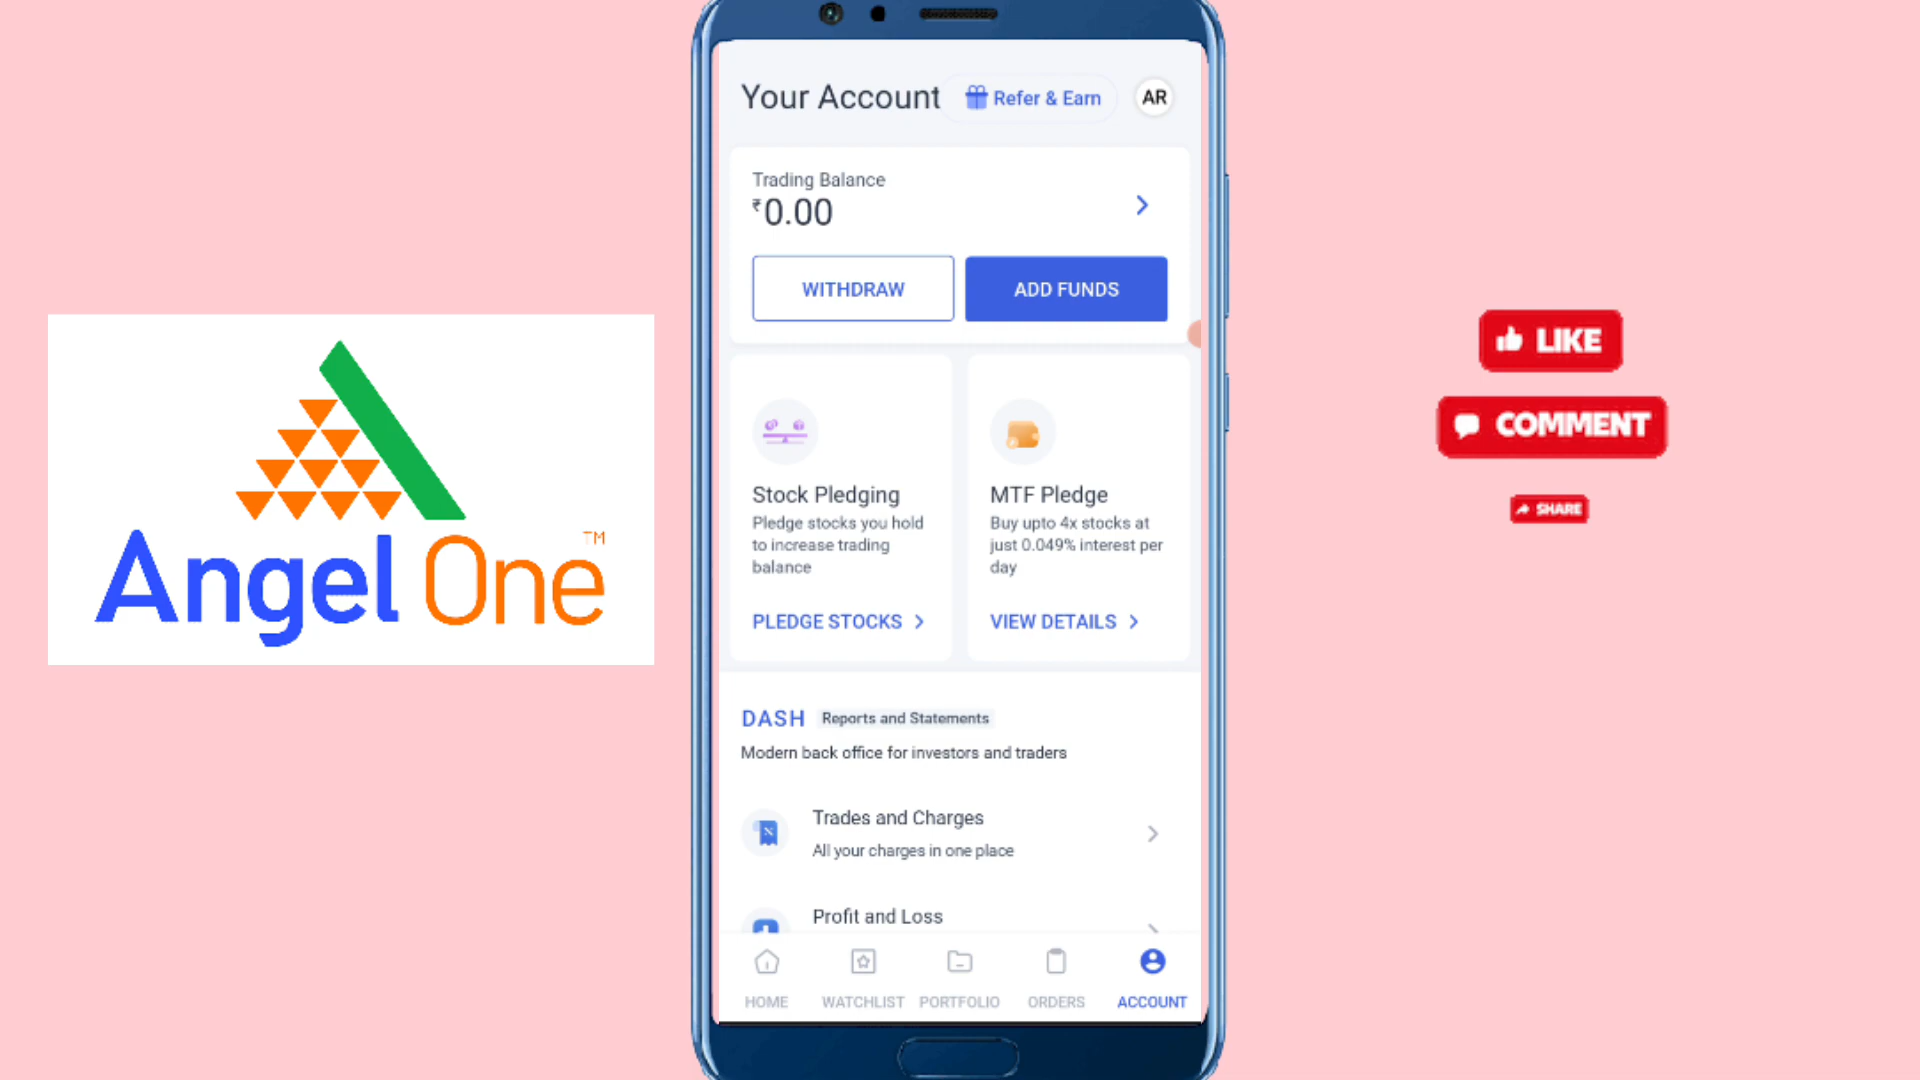 Your Account
Refer & Earn
AR
Trading Balance
₹0.00
WITHDRAW
ADD FUNDS
Stock Pledging
Pledge stocks you hold
to increase trading
balance
PLEDGE STOCKS
MTF Pledge
Buy upto 4x stocks at
just 0.049% interest per
day
VIEW DETAILS
DASH Reports and Statements
Modern back office for investors and traders
Trades and Charges
All your charges in one place
Profit and Loss
HOME
WATCHLIST
PORTFOLIO
ORDERS
ACCOUNT
Angel One™
LIKE
COMMENT
SHARE